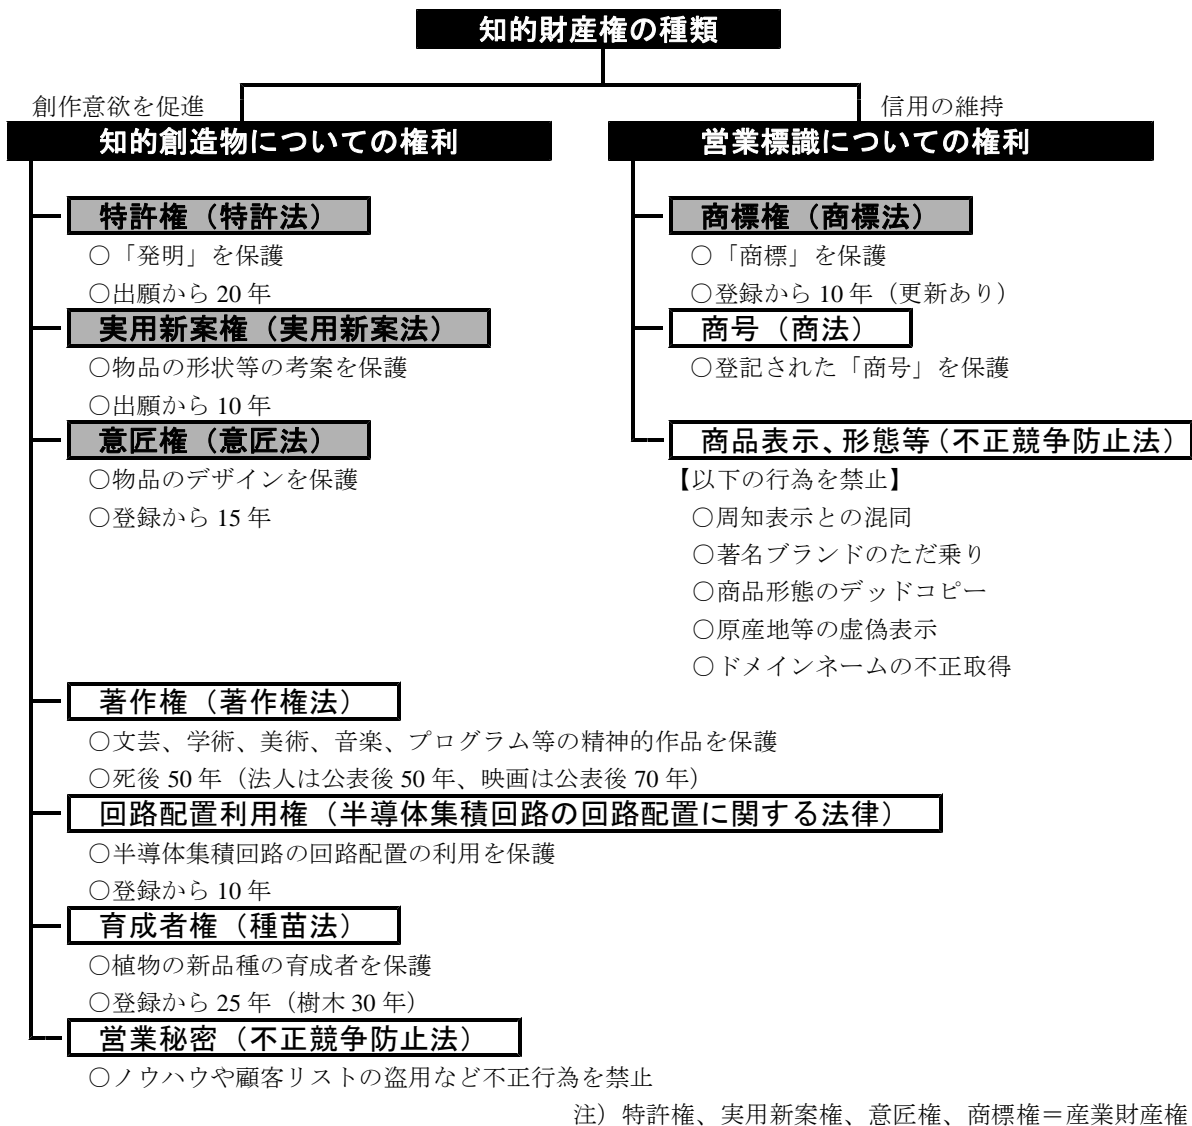 知的財産権の種類
創作意欲を促進
知的創造物についての権利
特許権（特許法）
○「発明」を保護
○出願から 20 年
実用新案権（実用新案法）
○物品の形状等の考案を保護
○出願から 10 年
意匠権（意匠法）
○物品のデザインを保護
○登録から 15 年
著作権（著作権法）
○文芸、学術、美術、音楽、プログラム等の精神的作品を保護
○死後 50 年（法人は公表後 50 年、映画は公表後 70 年）
回路配置利用権（半導体集積回路の回路配置に関する法律）
○半導体集積回路の回路配置の利用を保護
○登録から 10 年
育成者権（種苗法）
○植物の新品種の育成者を保護
○登録から 25 年（樹木 30 年）
営業秘密（不正競争防止法）
○ノウハウや顧客リストの盗用など不正行為を禁止
信用の維持
営業標識についての権利
商標権（商標法）
○「商標」を保護
○登録から 10 年（更新あり）
商号（商法）
○登記された「商号」を保護
商品表示、形態等（不正競争防止法）
【以下の行為を禁止】
○周知表示との混同
○著名ブランドのただ乗り
○商品形態のデッドコピー
○原産地等の虚偽表示
○ドメインネームの不正取得
注）特許権、実用新案権、意匠権、商標権＝産業財産権